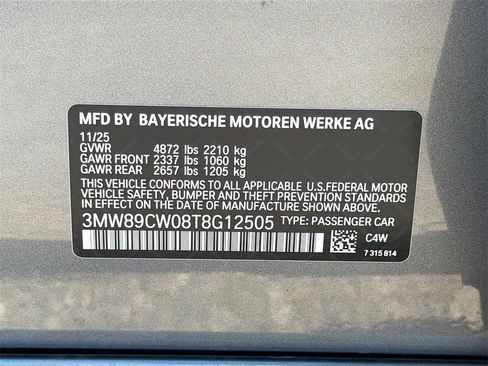 MFD BY BAYERISCHE MOTOREN WERKE AG
11/25
GVWR 4872 lbs 2210 kg
GAWR FRONT 2337 lbs 1060 kg
GAWR REAR 2657 lbs 1205 kg
THIS VEHICLE CONFORMS TO ALL APPLICABLE U.S.FEDERAL MOTOR
VEHICLE SAFETY, BUMPER AND THEFT PREVENTION STANDARDS IN
EFFECT ON THE DATE OF MANUFACTURE SHOWN ABOVE.
3MW89CW08T8G12505 TYPE: PASSENGER CAR
C4W
7 315 814